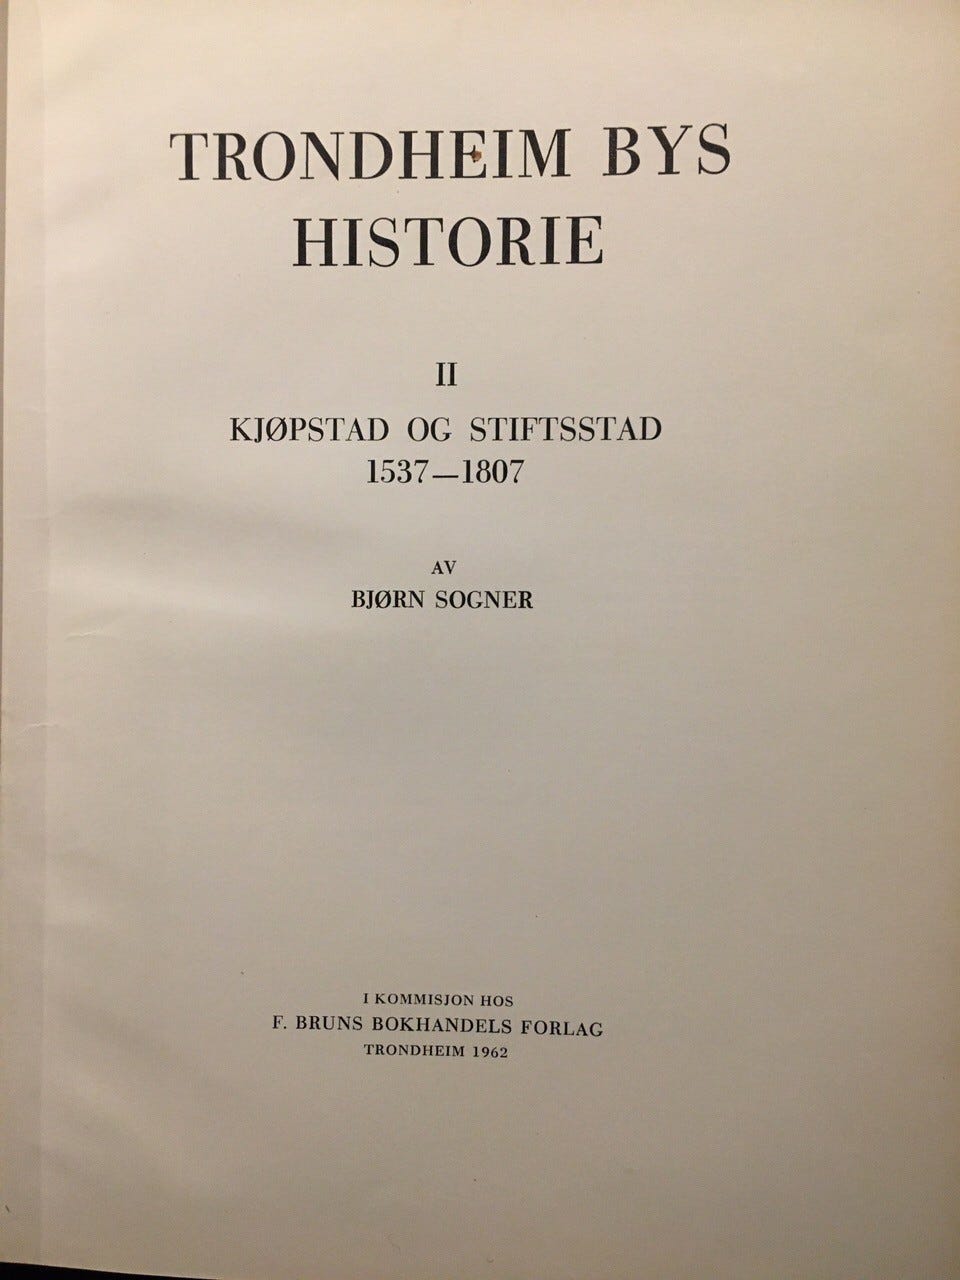 TRONDHEIM BYS
HISTORIE
II
KJØPSTAD OG STIFTSSTAD
1537—1807
AV
BJØRN SOGNER
I KOMMISJON HOS
F. BRUNS BOKHANDELS FORLAG
TRONDHEIM 1962